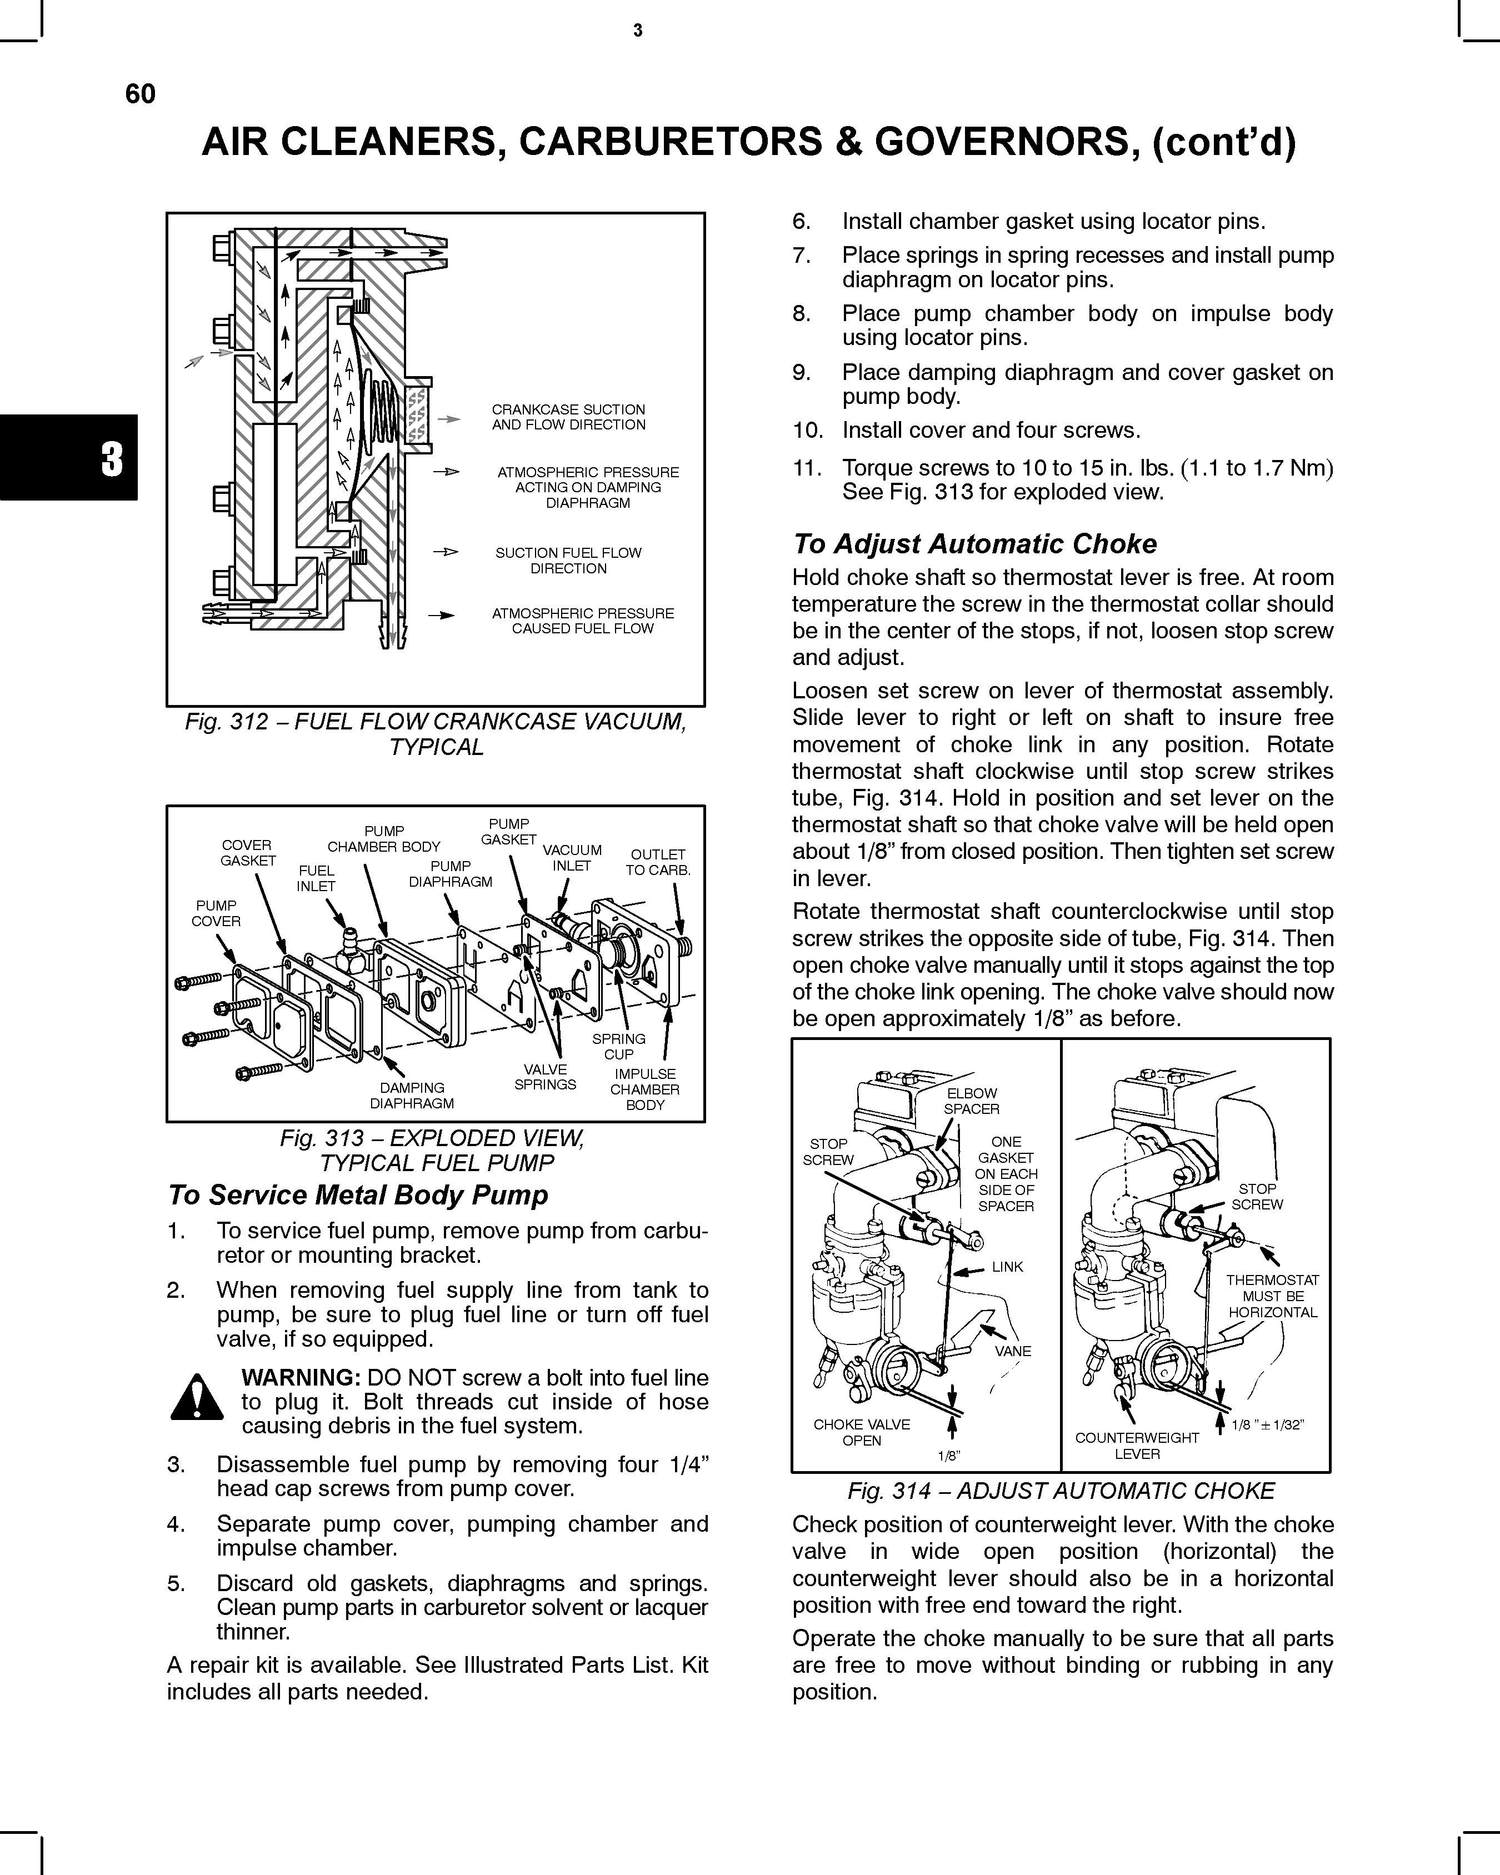 3
60
AIR CLEANERS, CARBURETORS & GOVERNORS, (cont’d)
3
CRANKCASE SUCTION
AND FLOW DIRECTION
ATMOSPHERIC PRESSURE
ACTING ON DAMPING
DIAPHRAGM
SUCTION FUEL FLOW
DIRECTION
ATMOSPHERIC PRESSURE
CAUSED FUEL FLOW
Fig. 312 – FUEL FLOW CRANKCASE VACUUM,
TYPICAL
PUMP
COVER
COVER
GASKET
FUEL
INLET
PUMP
CHAMBER BODY
PUMP
DIAPHRAGM
PUMP
GASKET
VACUUM
INLET
OUTLET
TO CARB.
DAMPING
DIAPHRAGM
VALVE
SPRINGS
SPRING
CUP
IMPULSE
CHAMBER
BODY
Fig. 313 – EXPLODED VIEW,
TYPICAL FUEL PUMP
To Service Metal Body Pump
1. To service fuel pump, remove pump from carbu-
retor or mounting bracket.
2. When removing fuel supply line from tank to
pump, be sure to plug fuel line or turn off fuel
valve, if so equipped.
WARNING: DO NOT screw a bolt into fuel line
to plug it. Bolt threads cut inside of hose
causing debris in the fuel system.
3. Disassemble fuel pump by removing four 1/4”
head cap screws from pump cover.
4. Separate pump cover, pumping chamber and
impulse chamber.
5. Discard old gaskets, diaphragms and springs.
Clean pump parts in carburetor solvent or lacquer
thinner.
A repair kit is available. See Illustrated Parts List. Kit
includes all parts needed.
6. Install chamber gasket using locator pins.
7. Place springs in spring recesses and install pump
diaphragm on locator pins.
8. Place pump chamber body on impulse body
using locator pins.
9. Place damping diaphragm and cover gasket on
pump body.
10. Install cover and four screws.
11. Torque screws to 10 to 15 in. lbs. (1.1 to 1.7 Nm)
See Fig. 313 for exploded view.
To Adjust Automatic Choke
Hold choke shaft so thermostat lever is free. At room
temperature the screw in the thermostat collar should
be in the center of the stops, if not, loosen stop screw
and adjust.
Loosen set screw on lever of thermostat assembly.
Slide lever to right or left on shaft to insure free
movement of choke link in any position. Rotate
thermostat shaft clockwise until stop screw strikes
tube, Fig. 314. Hold in position and set lever on the
thermostat shaft so that choke valve will be held open
about 1/8” from closed position. Then tighten set screw
in lever.
Rotate thermostat shaft counterclockwise until stop
screw strikes the opposite side of tube, Fig. 314. Then
open choke valve manually until it stops against the top
of the choke link opening. The choke valve should now
be open approximately 1/8” as before.
ELBOW
SPACER
STOP
SCREW
ONE
GASKET
ON EACH
SIDE OF
SPACER
LINK
VANE
CHOKE VALVE
OPEN
1/8”
STOP
SCREW
THERMOSTAT
MUST BE
HORIZONTAL
COUNTERWEIGHT
LEVER
1/8 ” ± 1/32”
Fig. 314 – ADJUST AUTOMATIC CHOKE
Check position of counterweight lever. With the choke
valve in wide open position (horizontal) the
counterweight lever should also be in a horizontal
position with free end toward the right.
Operate the choke manually to be sure that all parts
are free to move without binding or rubbing in any
position.